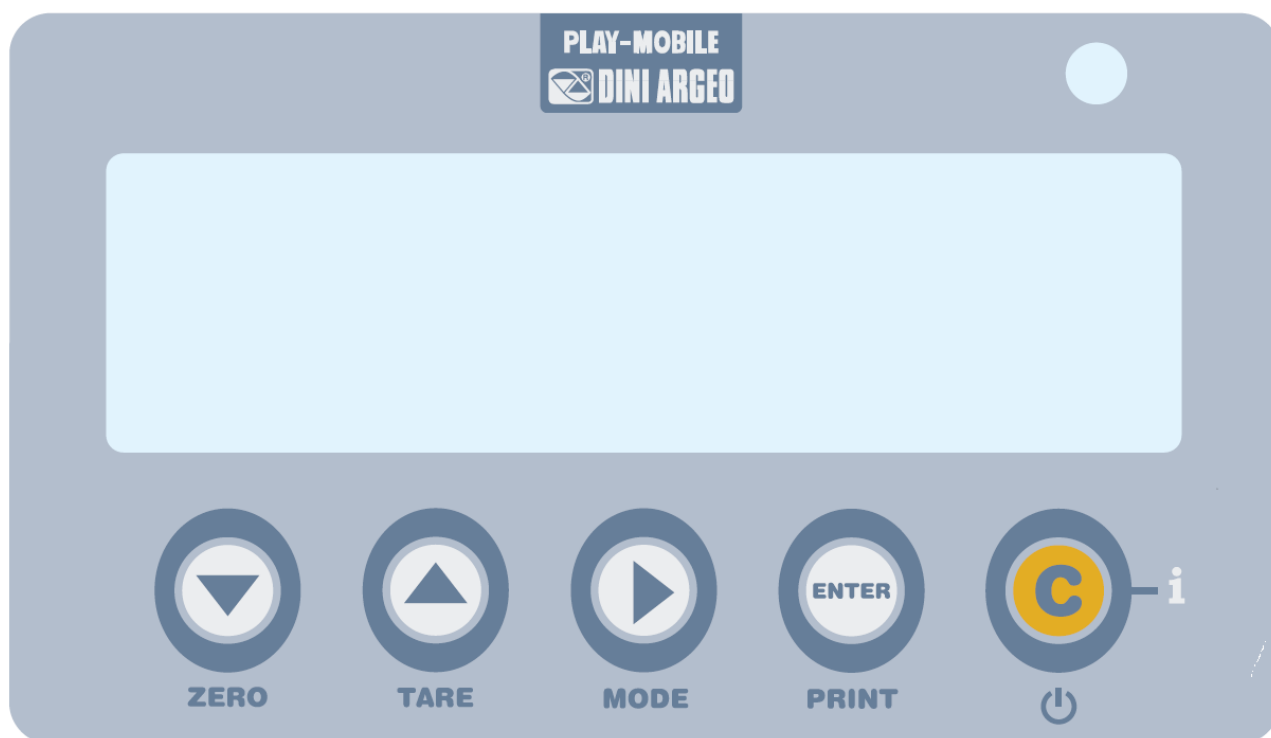 PLAY-MOBILE
® DINI ARGEO
ENTER
C
i
ZERO
TARE
MODE
PRINT